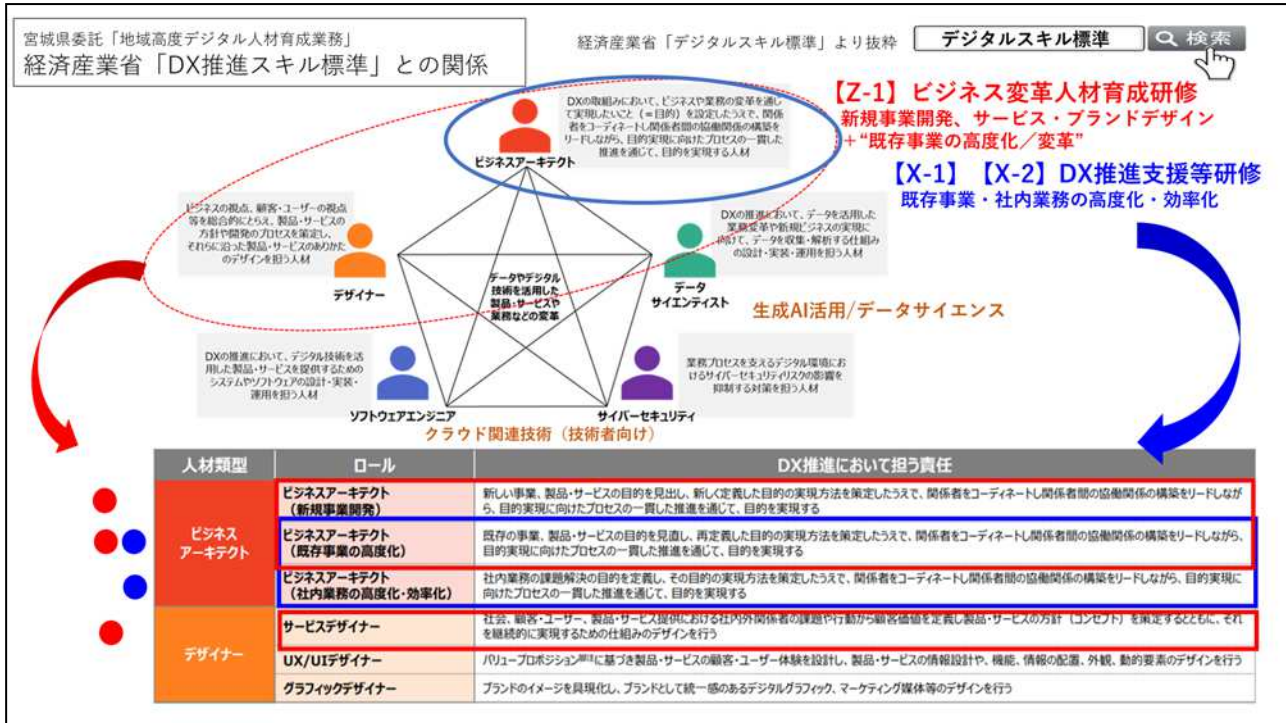 宮城県委託「地域高度デジタル人材育成業務」
経済産業省「DX推進スキル標準」との関係
経済産業省「デジタルスキル標準」より抜粋
デジタルスキル標準
検索
【Z-1】ビジネス変革人材育成研修
新規事業開発、サービス・ブランドデザイン
＋“既存事業の高度化／変革”
【X-1】【X-2】DX推進支援等研修
既存事業・社内業務の高度化・効率化
DXの取組みにおいて、ビジネスや業務の変革を通じ
て実現したいこと（＝目的）を設定したうえで、関係
者をコーディネートし関係者間の協働関係の構築を
リードしながら、目的実現に向けたプロセスの一貫した
推進を通じて、目的を実現する人材
ビジネスアーキテクト
ビジネスの視点、顧客・ユーザーの視点
等を総合的にとらえ、製品・サービスの
方針や開発のプロセスを策定し、
それらに沿った製品・サービスのありかた
のデザインを担う人材
デザイナー
DXの推進において、データを活用した
業務変革や新規ビジネスの実現に
向けて、データを収集・解析する仕組み
の設計・実装・運用を担う人材
データ
サイエンティスト
生成AI活用/データサイエンス
データやデジタル
技術を活用した
製品・サービスや
業務などの変革
DXの推進において、デジタル技術を活
用した製品・サービスを提供するための
システムやソフトウェアの設計・実装・
運用を担う人材
ソフトウェアエンジニア
業務プロセスを支えるデジタル環境にお
けるサイバーセキュリティリスクの影響を
抑制する対策を担う人材
サイバーセキュリティ
クラウド関連技術（技術者向け）
人材類型 ロール DX推進において担う責任
ビジネス
アーキテクト
ビジネスアーキテクト
（新規事業開発）
新しい事業、製品・サービスの目的を見出し、新しく定義した目的の実現方法を策定したうえで、関係者をコーディネートし関係者間の協働関係の構築をリードしなが
ら、目的実現に向けたプロセスの一貫した推進を通じて、目的を実現する
ビジネスアーキテクト
（既存事業の高度化）
既存の事業、製品・サービスの目的を見直し、再定義した目的の実現方法を策定したうえで、関係者をコーディネートし関係者間の協働関係の構築をリードしながら、
目的実現に向けたプロセスの一貫した推進を通じて、目的を実現する
ビジネスアーキテクト
（社内業務の高度化・効率化）
社内業務の課題解決の目的を定義し、その目的の実現方法を策定したうえで、関係者をコーディネートし関係者間の協働関係の構築をリードしながら、目的実現に
向けたプロセスの一貫した推進を通じて、目的を実現する
デザイナー
サービスデザイナー
社会、顧客・ユーザー、製品・サービス提供における社内外関係者の課題や行動から顧客価値を定義し製品・サービスの方針（コンセプト）を策定するとともに、それ
を継続的に実現するための仕組みのデザインを行う
UX/UIデザイナー
バリュープロポジションに基づき製品・サービスの顧客・ユーザー体験を設計し、製品・サービスの情報設計や、機能、情報の配置、外観、動的要素のデザインを行う
グラフィックデザイナー
ブランドのイメージを具現化し、ブランドとして統一感のあるデジタルグラフィック、マーケティング媒体等のデザインを行う